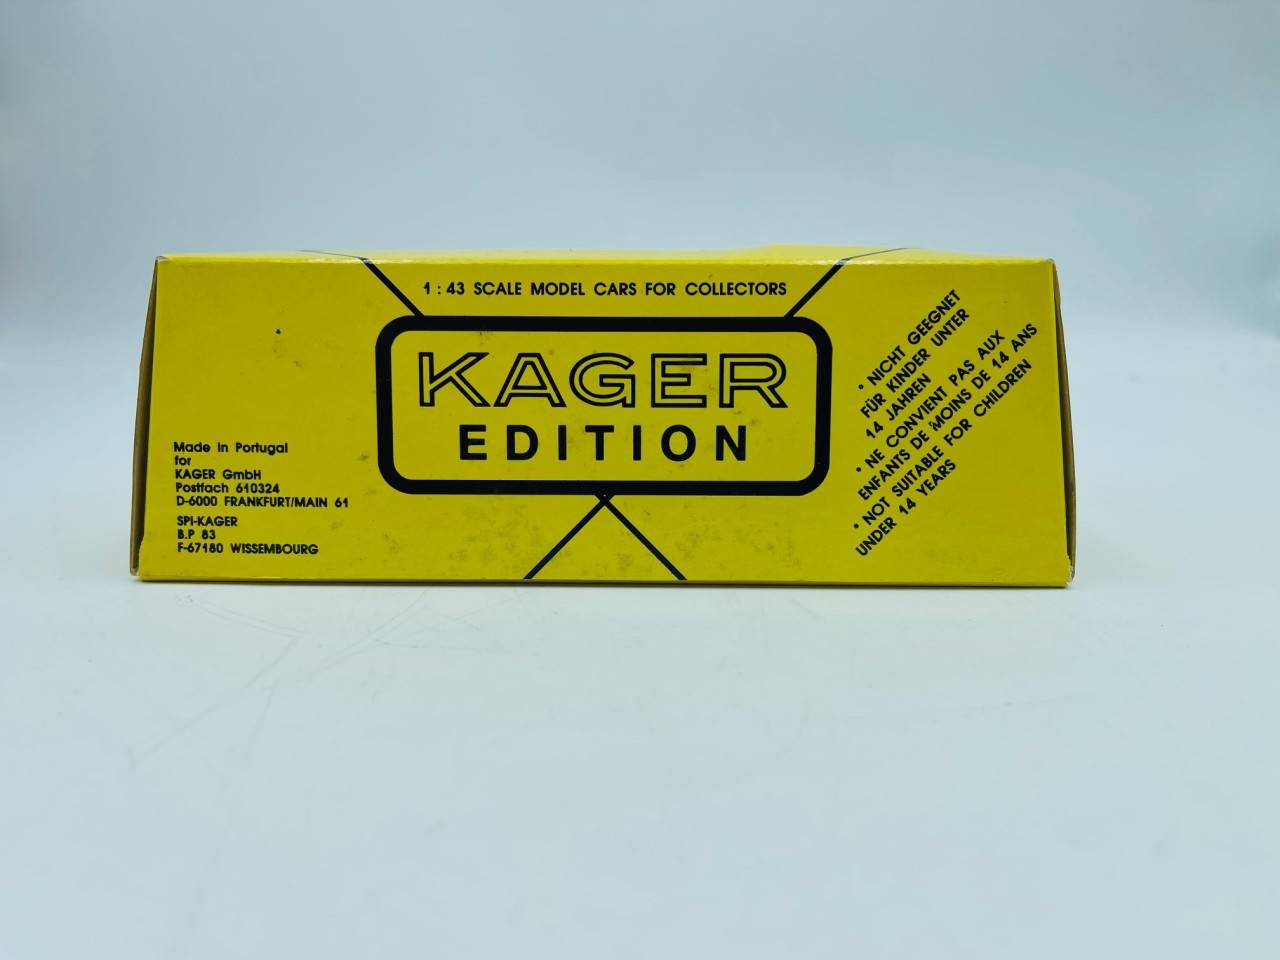 1 : 43 SCALE MODEL CARS FOR COLLECTORS
KAGER
EDITION
Made in Portugal
for
KAGER GmbH
Postfach 610324
D-6000 FRANKFURT/MAIN 61
SPI-KAGER
B.P 83
F-67180 WISSEMBOURG
• NICHT GEEGNET
FÜR KINDER UNTER
14 JAHREN
• NE CONVIENT PAS AUX
ENFANTS DE MOINS DE 14 ANS
• NOT SUITABLE FOR CHILDREN
UNDER 14 YEARS